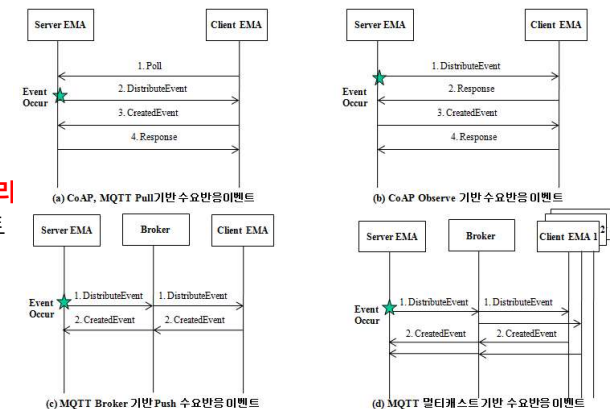 Server EMA
Client EMA
1. Poll
Event
Occur
2. DistributeEvent
3. CreatedEvent
4. Response
(a) CoAP, MQTT Pull기반 수요반응이벤트
Server EMA
Client EMA
Event
Occur
1. DistributeEvent
2. Response
3. CreatedEvent
4. Response
(b) CoAP Observe 기반 수요반응이벤트
리
Server EMA
Broker
Client EMA
Event
Occur
1. DistributeEvent
1. DistributeEvent
2. CreatedEvent
2. CreatedEvent
(c) MQTT Broker 기반 Push 수요반응 이벤트
Server EMA
Broker
Client EMA 1
2
Event
Occur
1. DistributeEvent
1. DistributeEvent
2. CreatedEvent
2. CreatedEvent
(d) MQTT 멀티캐스트 기반 수요반응 이벤트